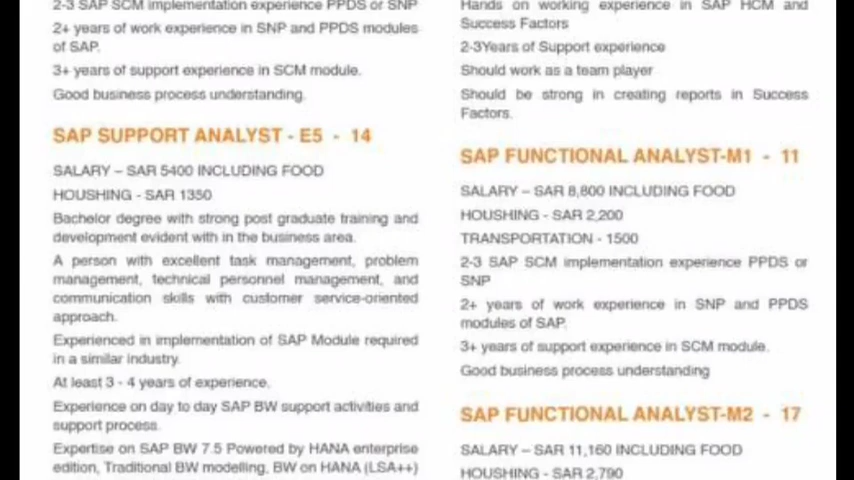 2-3 SAP SCM implementation experience PPDS or SNP
2+ years of work experience in SNP and PPDS modules
of SAP.
3+ years of support experience in SCM module.
Good business process understanding.
SAP SUPPORT ANALYST - E5 - 14
SALARY – SAR 5400 INCLUDING FOOD
HOUSHING - SAR 1350
Bachelor degree with strong post graduate training and
development evident with in the business area.
A person with excellent task management, problem
management, technical personnel management, and
communication skills with customer service-oriented
approach.
Experienced in implementation of SAP Module required
in a similar industry.
At least 3 - 4 years of experience.
Experience on day to day SAP BW support activities and
support process.
Expertise on SAP BW 7.5 Powered by HANA enterprise
edition, Traditional BW modelling, BW on HANA (LSA++)
Hands on working experience in SAP HCM and
Success Factors
2-3Years of Support experience
Should work as a team player
Should be strong in creating reports in Success
Factors.
SAP FUNCTIONAL ANALYST-M1 - 11
SALARY – SAR 8,800 INCLUDING FOOD
HOUSHING - SAR 2,200
TRANSPORTATION - 1500
2-3 SAP SCM implementation experience PPDS or
SNP
2+ years of work experience in SNP and PPDS
modules of SAP.
3+ years of support experience in SCM module.
Good business process understanding
SAP FUNCTIONAL ANALYST-M2 - 17
SALARY – SAR 11,160 INCLUDING FOOD
HOUSHING - SAR 2,790